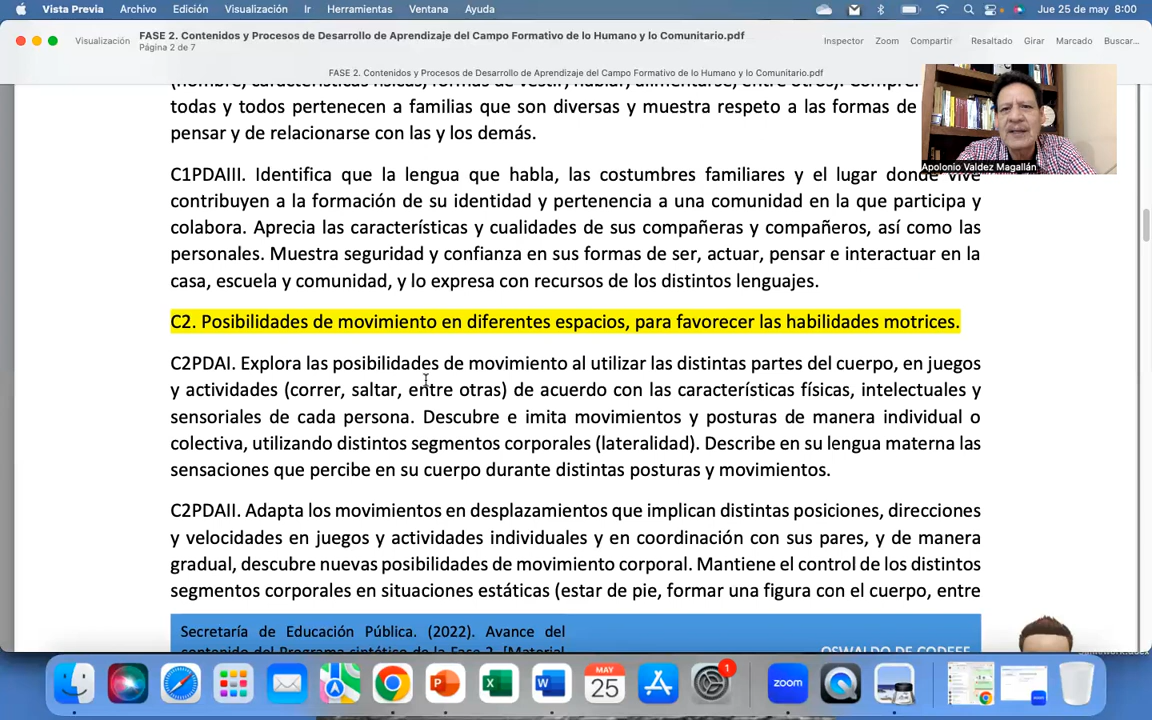 Vista Previa Archivo Edición Visualización Ir Herramientas Ventana Ayuda Jue 25 de may 8:00
Visualización
FASE 2. Contenidos y Procesos de Desarrollo de Aprendizaje del Campo Formativo de lo Humano y lo Comunitario.pdf
Página 2 de 7
Inspector Zoom Compartir Resaltado Girar Marcado Buscar...
FASE 2. Contenidos y Procesos de Desarrollo de Aprendizaje del Campo Formativo de lo Humano y lo Comunitario.pdf
todas y todos pertenecen a familias que son diversas y muestra respeto a las formas de
pensar y de relacionarse con las y los demás.
Apolonio Valdez Magallán
C1PDAIII. Identifica que la lengua que habla, las costumbres familiares y el lugar donde vive
contribuyen a la formación de su identidad y pertenencia a una comunidad en la que participa y
colabora. Aprecia las características y cualidades de sus compañeras y compañeros, así como las
personales. Muestra seguridad y confianza en sus formas de ser, actuar, pensar e interactuar en la
casa, escuela y comunidad, y lo expresa con recursos de los distintos lenguajes.
C2. Posibilidades de movimiento en diferentes espacios, para favorecer las habilidades motrices.
C2PDAI. Explora las posibilidades de movimiento al utilizar las distintas partes del cuerpo, en juegos
y actividades (correr, saltar, entre otras) de acuerdo con las características físicas, intelectuales y
sensoriales de cada persona. Descubre e imita movimientos y posturas de manera individual o
colectiva, utilizando distintos segmentos corporales (lateralidad). Describe en su lengua materna las
sensaciones que percibe en su cuerpo durante distintas posturas y movimientos.
C2PDAII. Adapta los movimientos en desplazamientos que implican distintas posiciones, direcciones
y velocidades en juegos y actividades individuales y en coordinación con sus pares, y de manera
gradual, descubre nuevas posibilidades de movimiento corporal. Mantiene el control de los distintos
segmentos corporales en situaciones estáticas (estar de pie, formar una figura con el cuerpo, entre
Secretaría de Educación Pública. (2022). Avance del
MAY
25
1
zoom